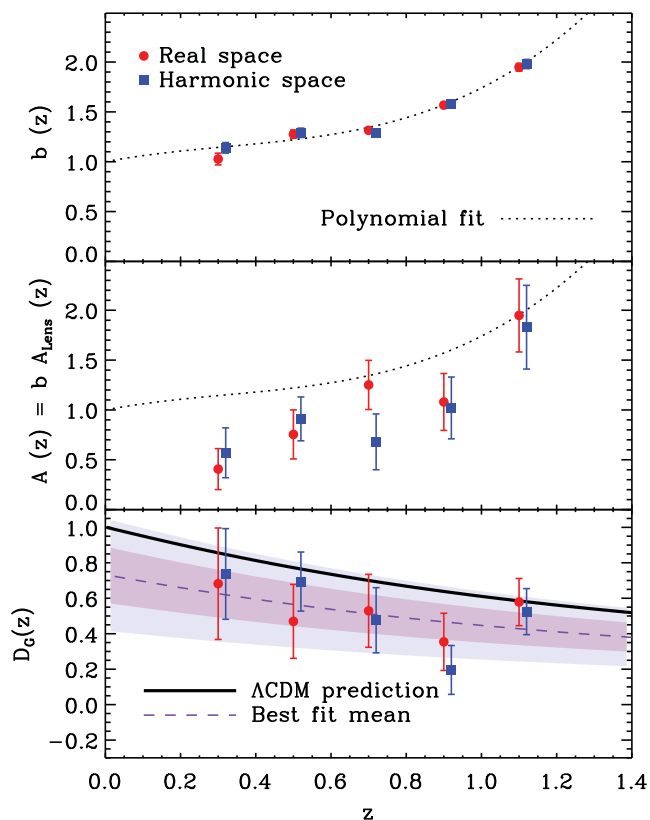 Real space
Harmonic space
2.0
1.5
1.0
0.5
0.0
b (z)
Polynomial fit
2.0
1.5
1.0
0.5
0.0
A (z) = b A_Lens (z)
1.0
0.8
0.6
0.4
0.2
0.0
−0.2
D_G(z)
ΛCDM prediction
Best fit mean
0.0 0.2 0.4 0.6 0.8 1.0 1.2 1.4
z